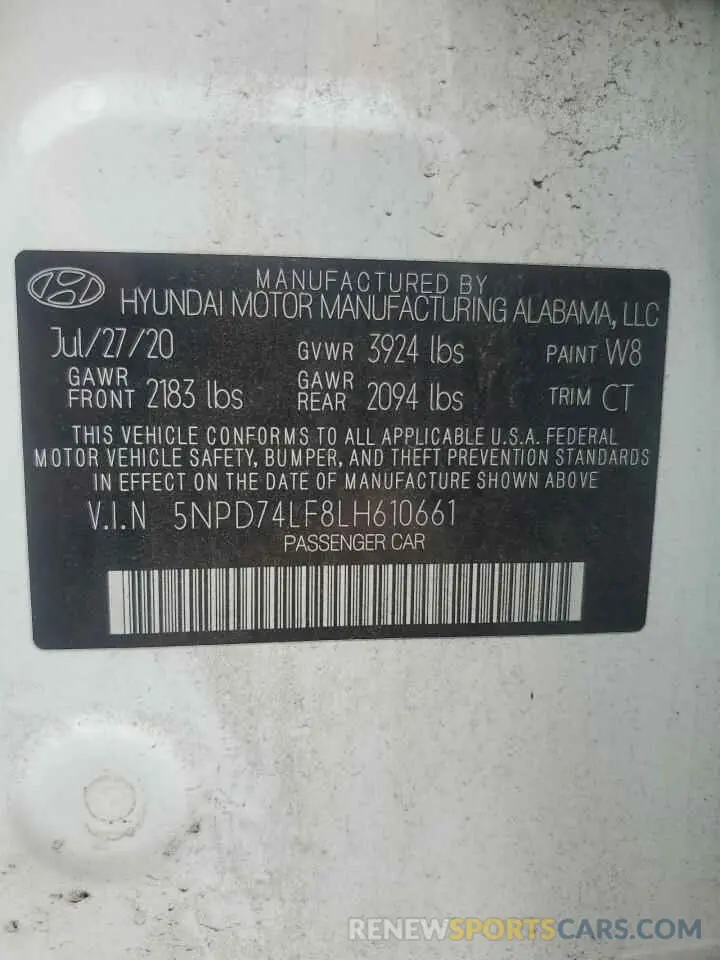 MANUFACTURED BY
HYUNDAI MOTOR MANUFACTURING ALABAMA, LLC
Jul/27/20 GVWR 3924 lbs PAINT W8
GAWR FRONT 2183 lbs GAWR REAR 2094 lbs TRIM CT
THIS VEHICLE CONFORMS TO ALL APPLICABLE U.S.A. FEDERAL
MOTOR VEHICLE SAFETY, BUMPER, AND THEFT PREVENTION STANDARDS
IN EFFECT ON THE DATE OF MANUFACTURE SHOWN ABOVE
V.I.N 5NPD74LF8LH610661
PASSENGER CAR
RENEWSPORTSCARS.COM